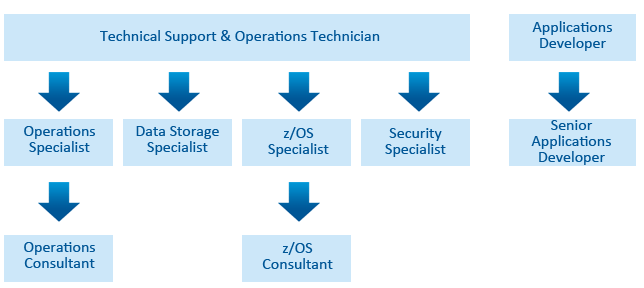 Technical Support & Operations Technician
Applications
Developer
Operations
Specialist
Data Storage
Specialist
z/OS
Specialist
Security
Specialist
Senior
Applications
Developer
Operations
Consultant
z/OS
Consultant